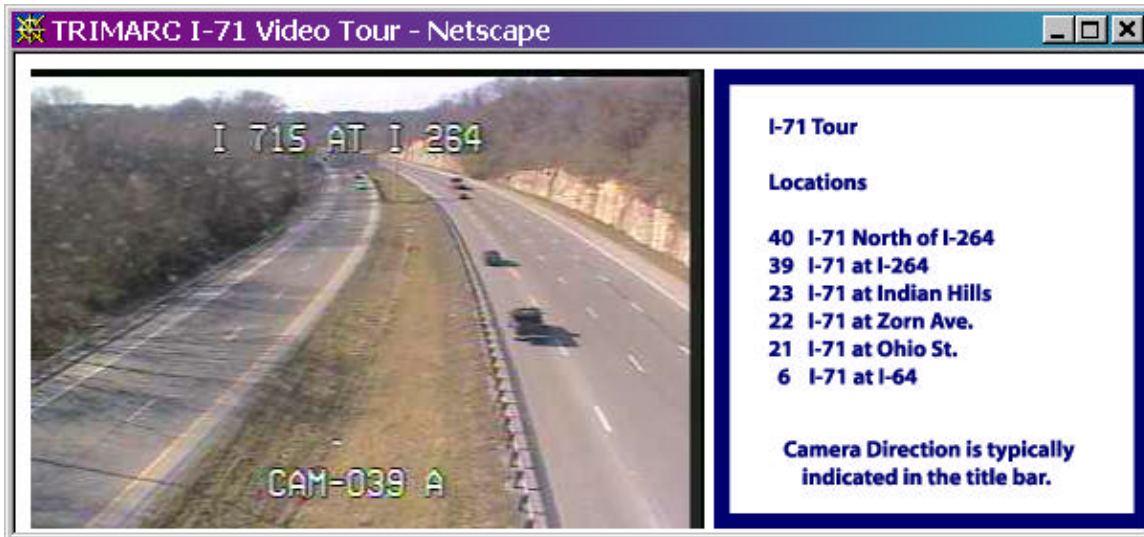 TRIMARC I-71 Video Tour - Netscape
I 71S AT I 264
CAM-039 A
I-71 Tour
Locations
40 I-71 North of I-264
39 I-71 at I-264
23 I-71 at Indian Hills
22 I-71 at Zorn Ave.
21 I-71 at Ohio St.
6 I-71 at I-64
Camera Direction is typically
indicated in the title bar.